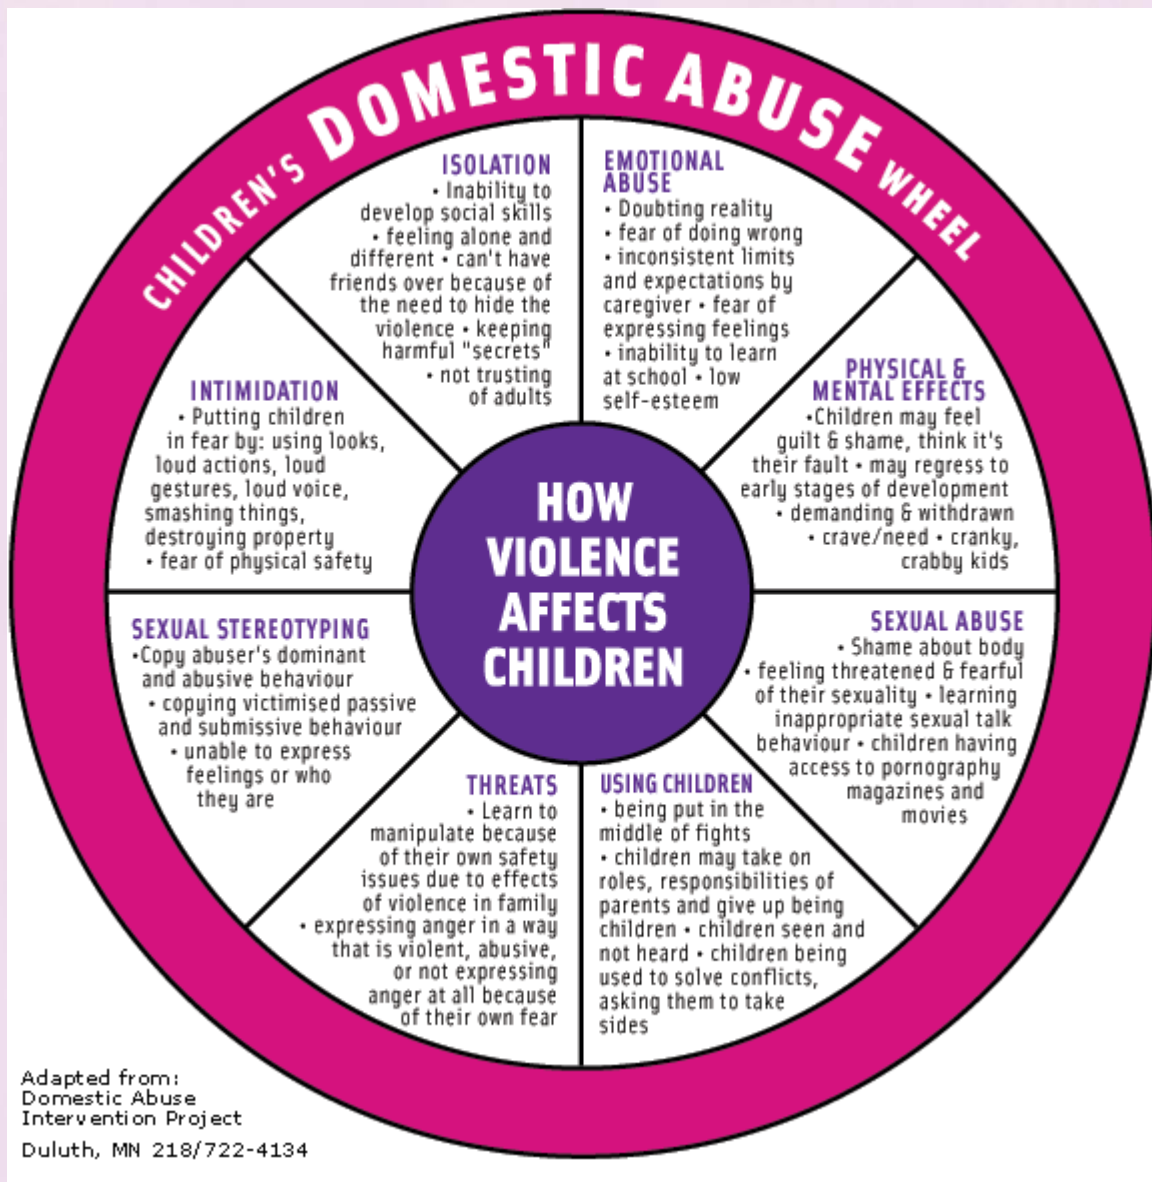 CHILDREN'S DOMESTIC ABUSE WHEEL
ISOLATION
• Inability to
develop social skills
• feeling alone and
different • can't have
friends over because of
the need to hide the
violence • keeping
harmful "secrets"
• not trusting
of adults
EMOTIONAL
ABUSE
• Doubting reality
• fear of doing wrong
• inconsistent limits
and expectations by
caregiver • fear of
expressing feelings
• inability to learn
at school • low
self-esteem
PHYSICAL &
MENTAL EFFECTS
•Children may feel
guilt & shame, think it's
their fault • may regress to
early stages of development
• demanding & withdrawn
• crave/need • cranky,
crabby kids
SEXUAL ABUSE
• Shame about body
• feeling threatened & fearful
of their sexuality • learning
inappropriate sexual talk
behaviour • children having
access to pornography
magazines and
movies
USING CHILDREN
• being put in the
middle of fights
• children may take on
roles, responsibilities of
parents and give up being
children • children seen and
not heard • children being
used to solve conflicts,
asking them to take
sides
THREATS
• Learn to
manipulate because
of their own safety
issues due to effects
of violence in family
• expressing anger in a way
that is violent, abusive,
or not expressing
anger at all because
of their own fear
SEXUAL STEREOTYPING
•Copy abuser's dominant
and abusive behaviour
• copying victimised passive
and submissive behaviour
• unable to express
feelings or who
they are
INTIMIDATION
• Putting children
in fear by: using looks,
loud actions, loud
gestures, loud voice,
smashing things,
destroying property
• fear of physical safety
HOW
VIOLENCE
AFFECTS
CHILDREN
Adapted from:
Domestic Abuse
Intervention Project
Duluth, MN 218/722-4134